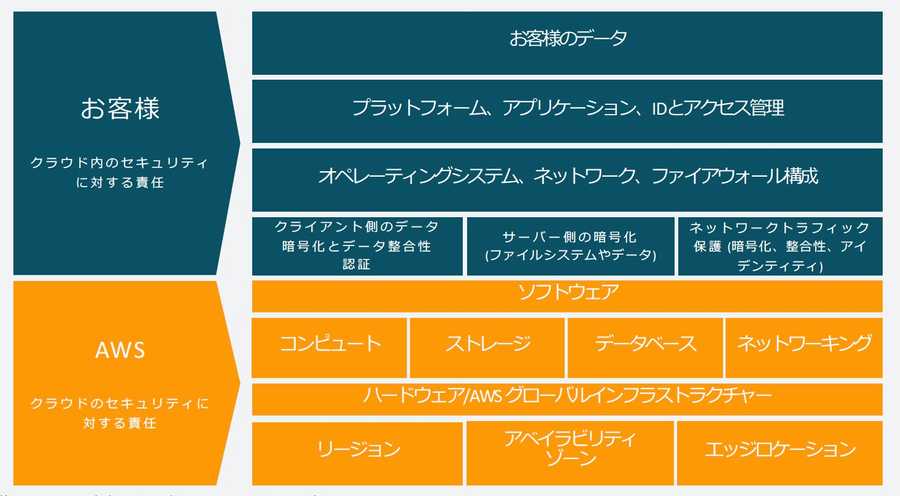 お客様
クラウド内のセキュリティ
に対する責任
お客様のデータ
プラットフォーム、アプリケーション、IDとアクセス管理
オペレーティングシステム、ネットワーク、ファイアウォール構成
クライアント側のデータ
暗号化とデータ整合性
認証
サーバー側の暗号化
(ファイルシステムやデータ)
ネットワークトラフィック
保護 (暗号化、整合性、アイ
デンティティ)
AWS
クラウドのセキュリティに
対する責任
ソフトウェア
コンピュート
ストレージ
データベース
ネットワーキング
ハードウェア/AWS グローバルインフラストラクチャー
リージョン
アベイラビリティ
ゾーン
エッジロケーション